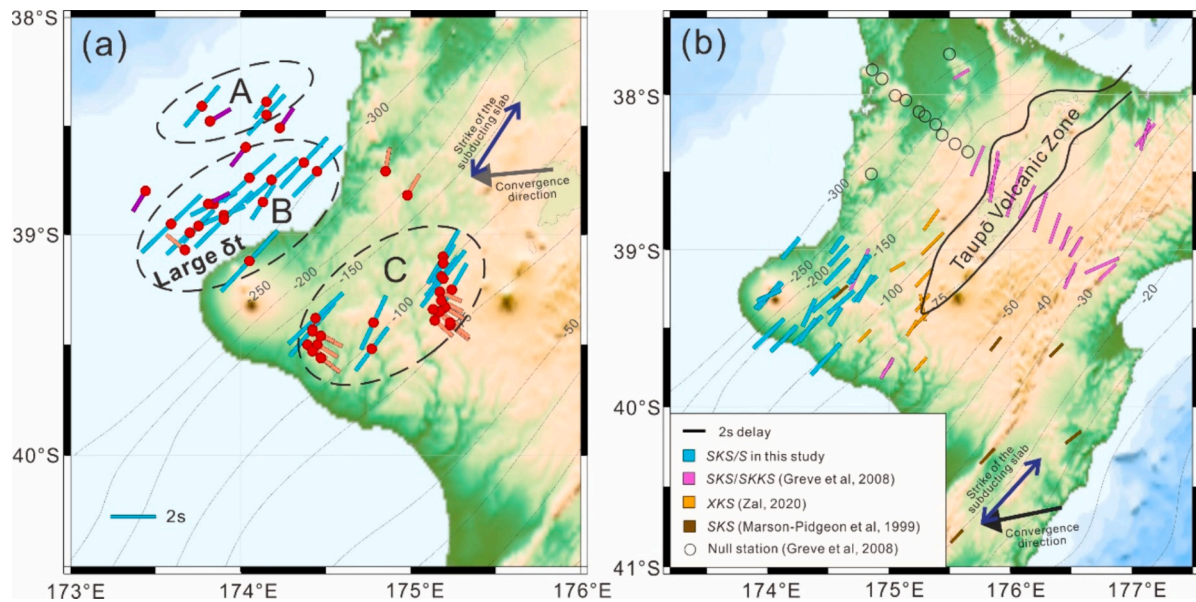 38°S
39°S
40°S
173°E
174°E
175°E
176°E
(a)
A
B
Large δt
C
-300
-250
-200
-150
-100
-75
-50
Strike of the
subducting slab
Convergence
direction
2s
(b)
38°S
39°S
40°S
41°S
174°E
175°E
176°E
177°E
-300
-250
-200
-150
-100
-75
-50
-40
-30
-20
Taupō Volcanic Zone
2s delay
SKS/S in this study
SKS/SKKS (Greve et al, 2008)
XKS (Zal, 2020)
SKS (Marson-Pidgeon et al, 1999)
Null station (Greve et al, 2008)
Strike of the
subducting slab
Convergence
direction